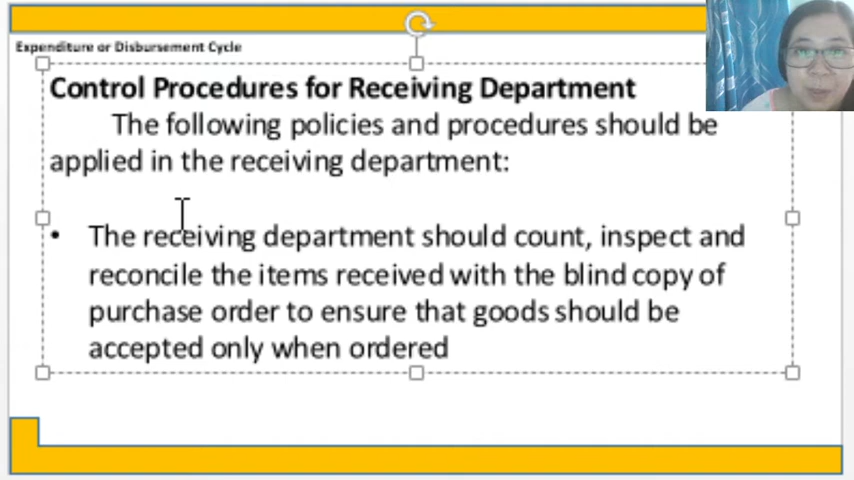 Expenditure or Disbursement Cycle
Control Procedures for Receiving Department
The following policies and procedures should be
applied in the receiving department:
• The receiving department should count, inspect and
reconcile the items received with the blind copy of
purchase order to ensure that goods should be
accepted only when ordered